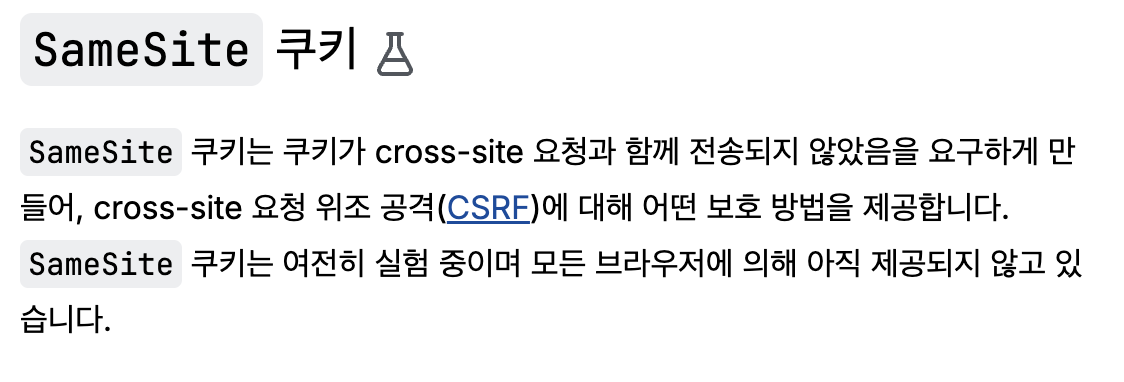 SameSite 쿠키
SameSite 쿠키는 쿠키가 cross-site 요청과 함께 전송되지 않았음을 요구하게 만
들어, cross-site 요청 위조 공격(CSRF)에 대해 어떤 보호 방법을 제공합니다.
SameSite 쿠키는 여전히 실험 중이며 모든 브라우저에 의해 아직 제공되지 않고 있
습니다.